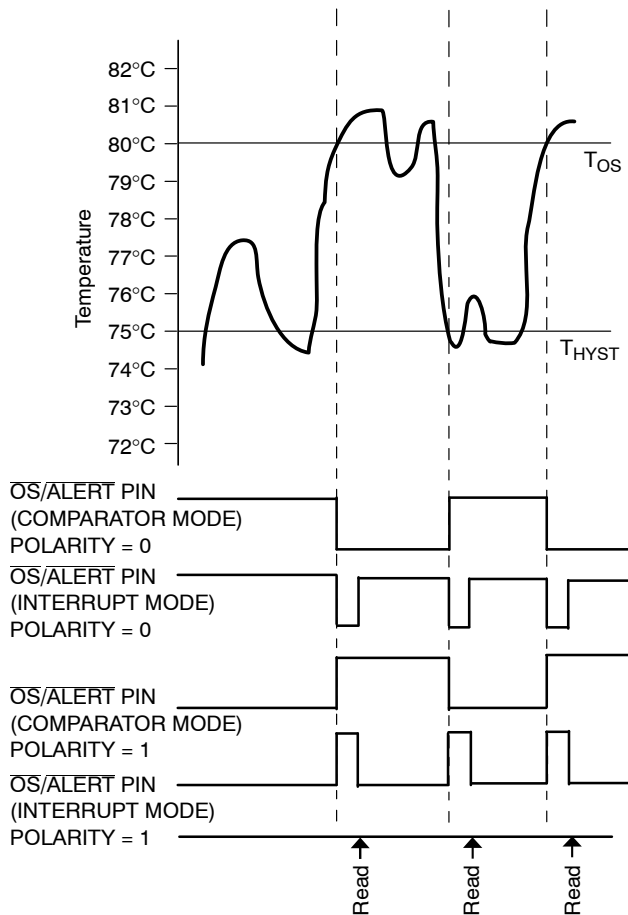 82°C
81°C
80°C
79°C
78°C
77°C
76°C
75°C
74°C
73°C
72°C
Temperature
TOS
THYST
OS/ALERT PIN
(COMPARATOR MODE)
POLARITY = 0
OS/ALERT PIN
(INTERRUPT MODE)
POLARITY = 0
OS/ALERT PIN
(COMPARATOR MODE)
POLARITY = 1
OS/ALERT PIN
(INTERRUPT MODE)
POLARITY = 1
Read
Read
Read